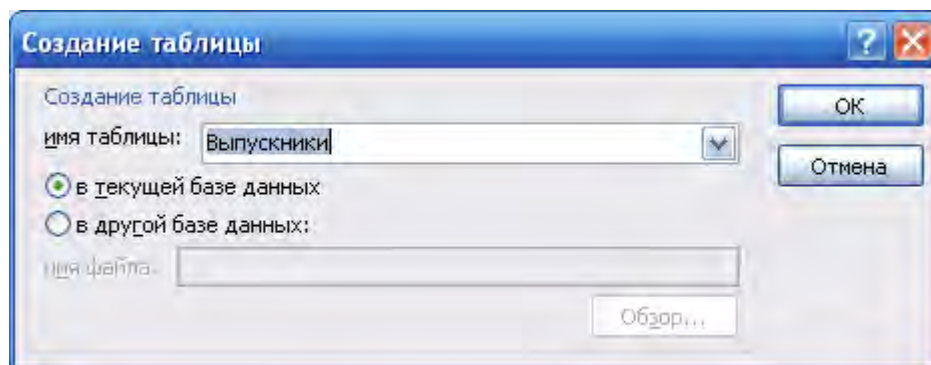 Создание таблицы
Создание таблицы
имя таблицы: Выпускники
в текущей базе данных
в другой базе данных:
имя файла:
Обзор...
ОК
Отмена